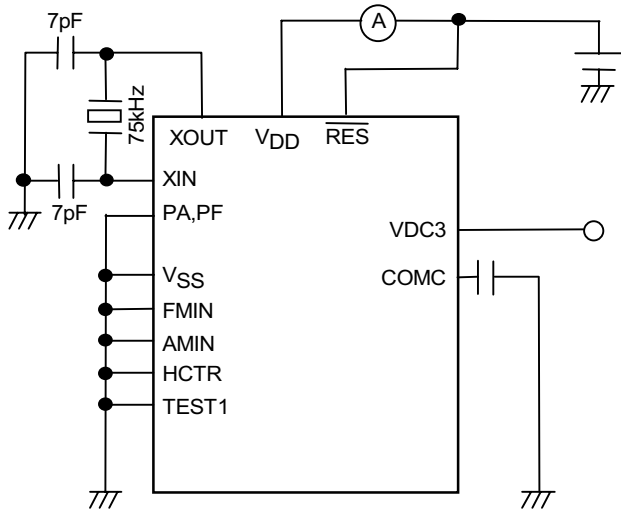 7pF
A
75kHz
XOUT
VDD
RES
XIN
7pF
PA,PF
VDC3
VSS
COMC
FMIN
AMIN
HCTR
TEST1